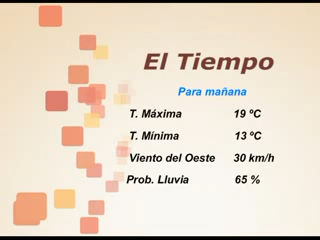 El Tiempo
Para mañana
T. Máxima 19 ºC
T. Mínima 13 ºC
Viento del Oeste 30 km/h
Prob. Lluvia 65 %